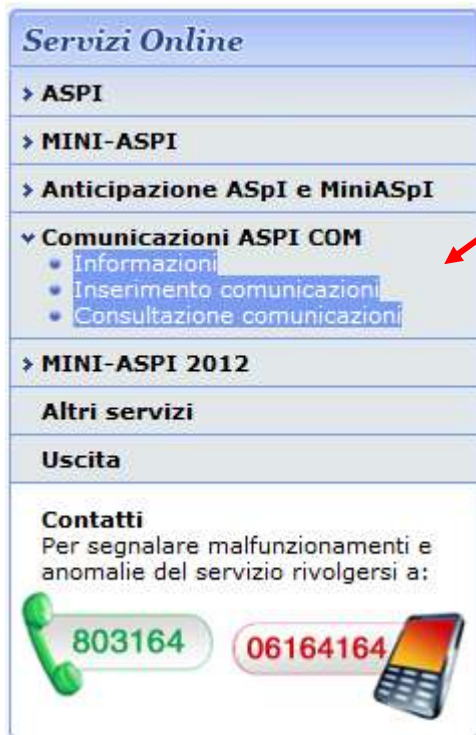 Servizi Online
ASPI
MINI-ASPI
Anticipazione ASpI e MiniASpI
Comunicazioni ASPI COM
Informazioni
Inserimento comunicazioni
Consultazione comunicazioni
MINI-ASPI 2012
Altri servizi
Uscita
Contatti
Per segnalare malfunzionamenti e
anomalie del servizio rivolgersi a:
803164 06164164